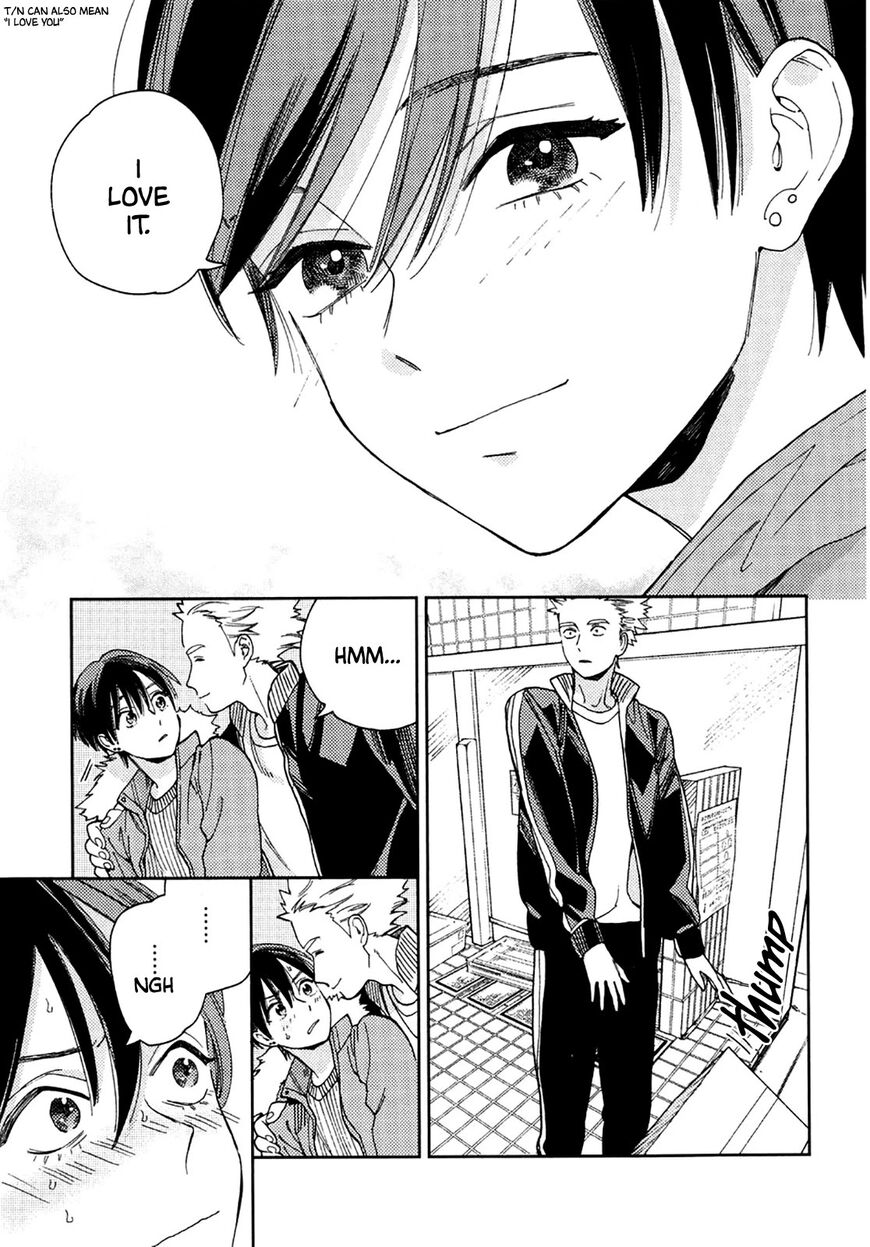 T/N CAN ALSO MEAN
"I LOVE YOU"
I
LOVE
IT.
thump
HMM...
......
......
NGH